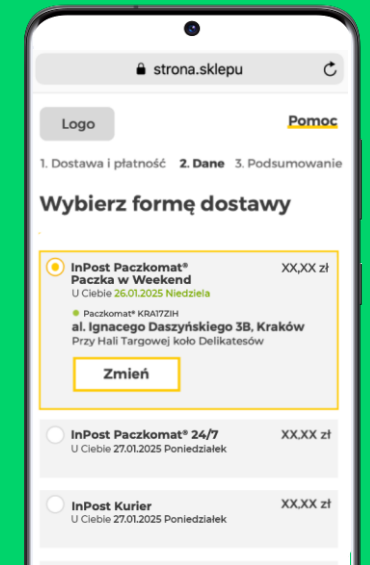 strona.sklepu
Logo
Pomoc
1. Dostawa i płatność 2. Dane 3. Podsumowanie
Wybierz formę dostawy
InPost Paczkomat® XX,XX zł
Paczka w Weekend
U Ciebie 26.01.2025 Niedziela
Paczkomat® KRA17ZIH
al. Ignacego Daszyńskiego 3B, Kraków
Przy Hali Targowej koło Delikatesów
Zmień
InPost Paczkomat® 24/7 XX,XX zł
U Ciebie 27.01.2025 Poniedziałek
InPost Kurier XX,XX zł
U Ciebie 27.01.2025 Poniedziałek